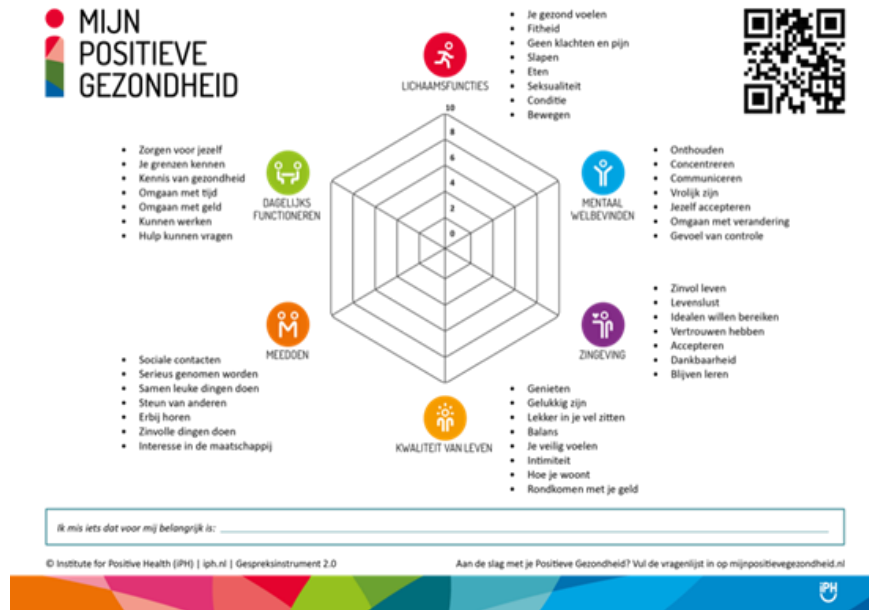 MIJN
POSITIEVE
GEZONDHEID
LICHAAMSFUNCTIES
• Je gezond voelen
• Fitheid
• Geen klachten en pijn
• Slapen
• Eten
• Seksualiteit
• Conditie
• Bewegen
10
8
6
4
2
0
• Zorgen voor jezelf
• Je grenzen kennen
• Kennis van gezondheid
• Omgaan met tijd
• Omgaan met geld
• Kunnen werken
• Hulp kunnen vragen
DAGELIJKS
FUNCTIONEREN
MENTAAL
WELBEVINDEN
• Onthouden
• Concentreren
• Communiceren
• Vrolijk zijn
• Jezelf accepteren
• Omgaan met verandering
• Gevoel van controle
MEEDOEN
• Sociale contacten
• Serieus genomen worden
• Samen leuke dingen doen
• Steun van anderen
• Erbij horen
• Zinvolle dingen doen
• Interesse in de maatschappij
ZINGEVING
• Zinvol leven
• Levenslust
• Idealen willen bereiken
• Vertrouwen hebben
• Accepteren
• Dankbaarheid
• Blijven leren
KWALITEIT VAN LEVEN
• Genieten
• Gelukkig zijn
• Lekker in je vel zitten
• Balans
• Je veilig voelen
• Intimiteit
• Hoe je woont
• Rondkomen met je geld
Ik mis iets dat voor mij belangrijk is:
© Institute for Positive Health (iPH) | iph.nl | Gespreksinstrument 2.0
Aan de slag met je Positieve Gezondheid? Vul de vragenlijst in op mijnpositievegezondheid.nl
iPH